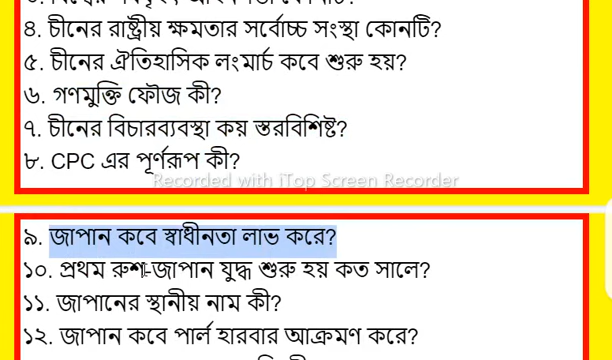 ৪. চীনের রাষ্ট্রীয় ক্ষমতার সর্বোচ্চ সংস্থা কোনটি?
৫. চীনের ঐতিহাসিক লংমার্চ কবে শুরু হয়?
৬. গণমুক্তি ফৌজ কী?
৭. চীনের বিচারব্যবস্থা কয় স্তরবিশিষ্ট?
৮. CPC এর পূর্ণরূপ কী?
Recorded with iTop Screen Recorder
৯. জাপান কবে স্বাধীনতা লাভ করে?
১০. প্রথম রুশ-জাপান যুদ্ধ শুরু হয় কত সালে?
১১. জাপানের স্থানীয় নাম কী?
১২. জাপান কবে পার্ল হারবার আক্রমণ করে?